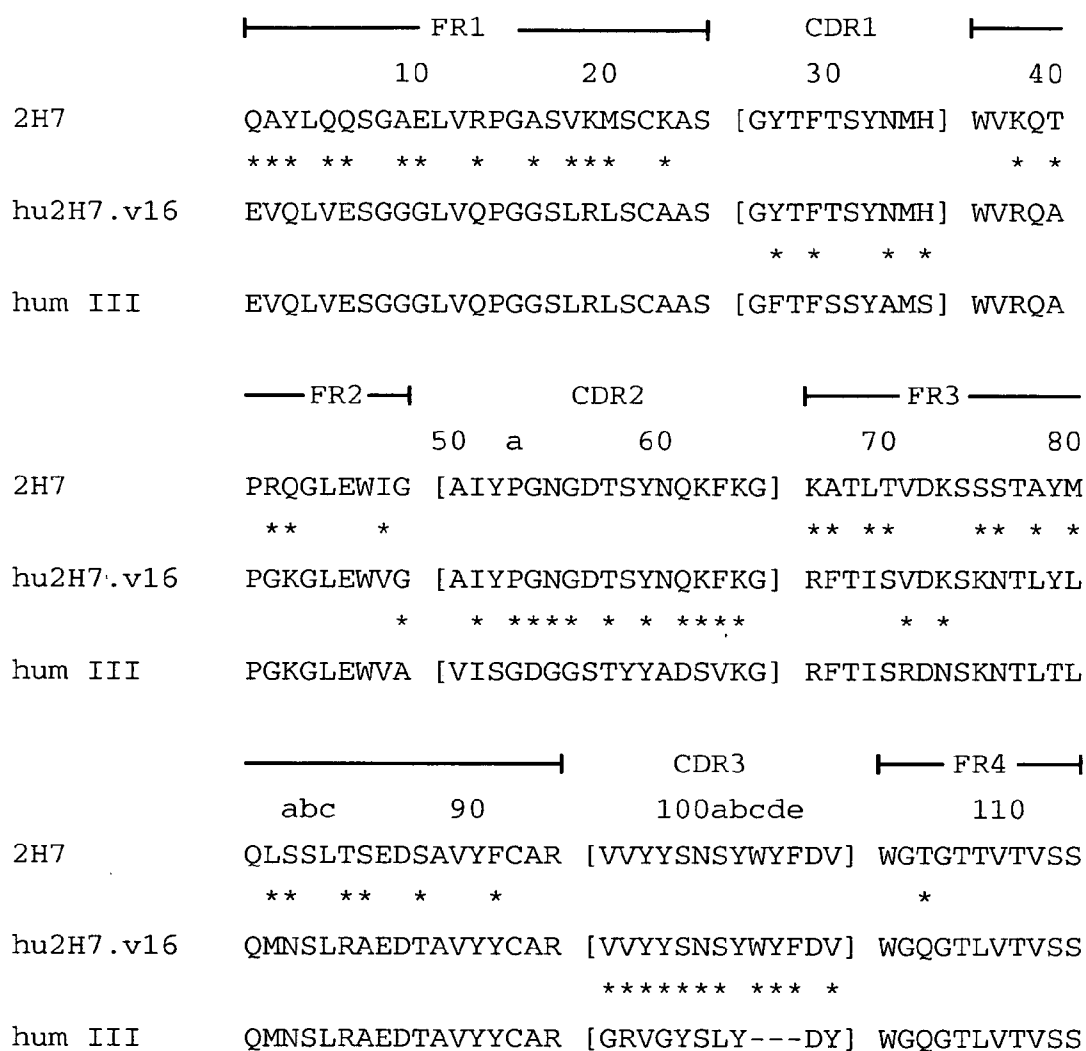 FR1 CDR1
10 20 30 40
2H7 QAYLQQSGAELVRPGASVKMSCKAS [GYTFTSYNMH] WVKQT
*** ** ** * * *** * * *
hu2H7.v16 EVQLVESGGGLVQPGGSLRLSCAAS [GYTFTSYNMH] WVRQA
* * * *
hum III EVQLVESGGGLVQPGGSLRLSCAAS [GFTFSSYAMS] WVRQA
FR2 CDR2 FR3
50 a 60 70 80
2H7 PRQGLEWIG [AIYPGNGDTSYNQKFKG] KATLTVDKSSSTAYM
** * ** ** ** * *
hu2H7.v16 PGKGLEWVG [AIYPGNGDTSYNQKFKG] RFTISVDKSKNTLYL
* * **** * * **** * *
hum III PGKGLEWVA [VISGDGGSTYYADSVKG] RFTISRDNSKNTLTL
CDR3 FR4
abc 90 100abcde 110
2H7 QLSSLTSEDSAVYFCAR [VVYYSNSYWYFDV] WGTGTTVTVSS
** ** * * *
hu2H7.v16 QMNSLRAEDTAVYYCAR [VVYYSNSYWYFDV] WGQGTLVTVSS
******* *** *
hum III QMNSLRAEDTAVYYCAR [GRVGYSLY---DY] WGQGTLVTVSS